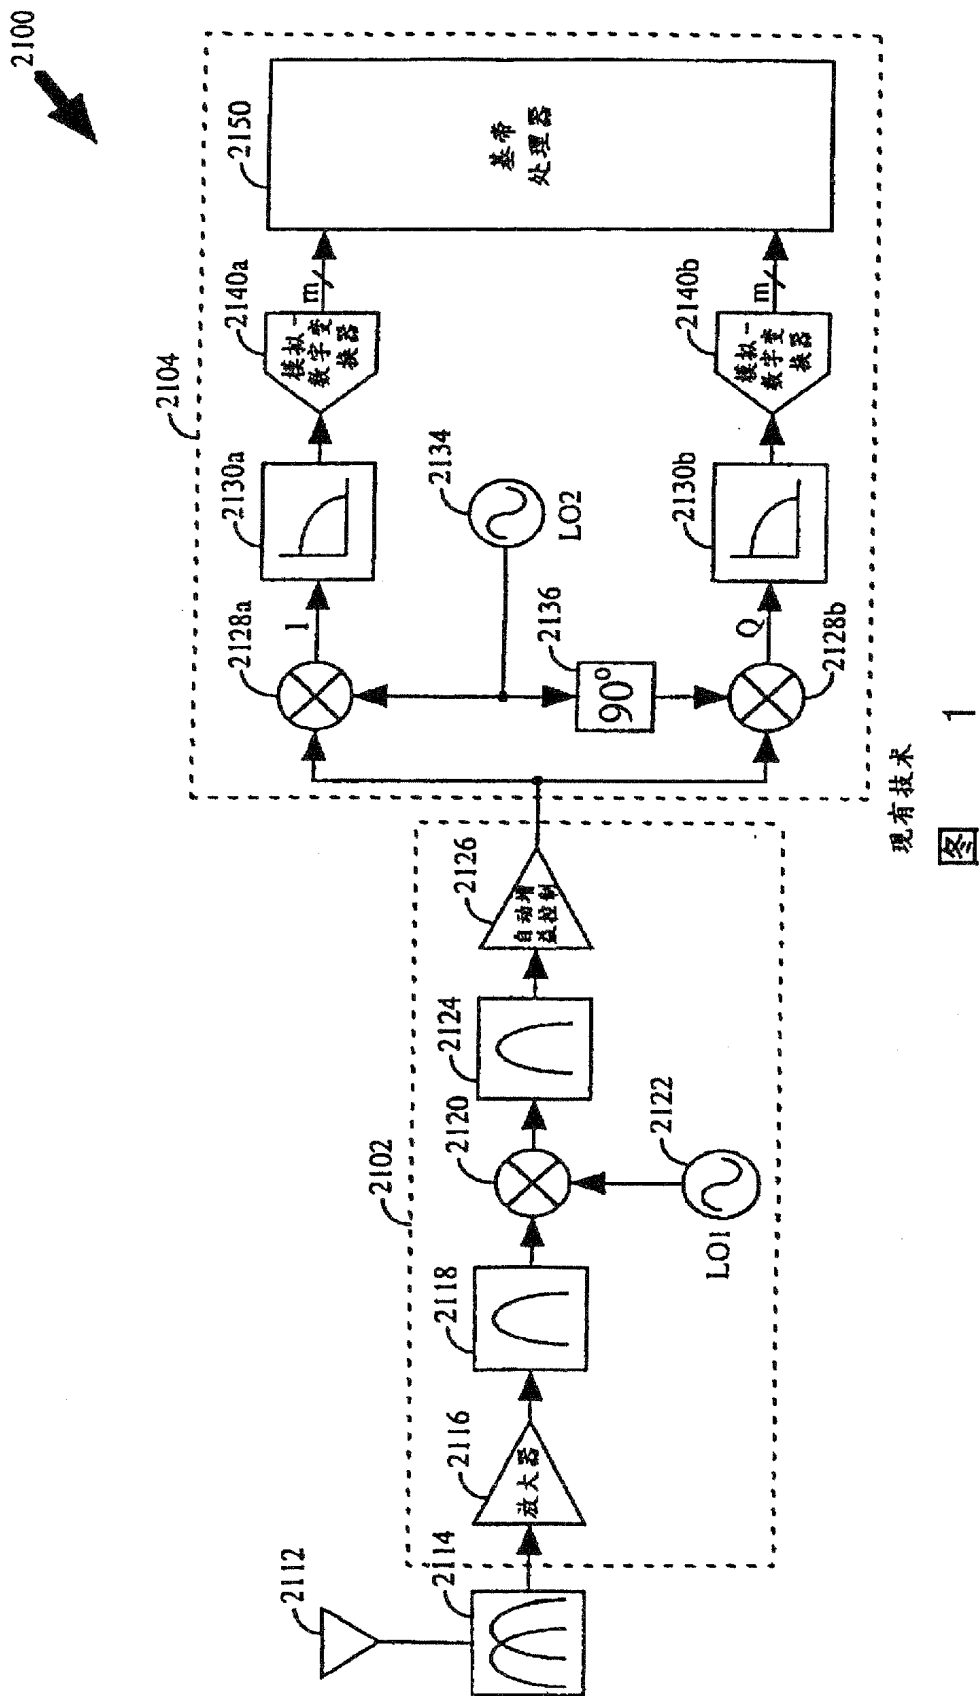 2100
2104
2150
基带
处理器
2140a
模拟-
数字变
换器
m
2130a
2128a
I
2134
LO2
2136
90°
2140b
模拟-
数字变
换器
m
2130b
Q
2128b
2102
2126
自动增
益控制
2124
2120
2122
LO1
2118
2116
放大器
2114
2112
现有技术
图 1